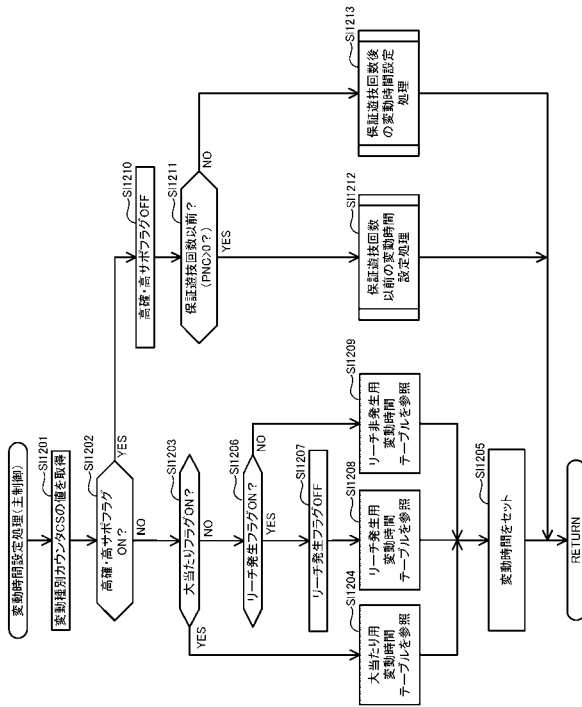 変動時間設定処理(主制御)
SI1201
変動種別カウンタCSの値を取得
SI1202
高確・高サポフラグ
ON?
YES
NO
SI1203
大当たりフラグON?
YES
NO
SI1206
リーチ発生フラグON?
NO
YES
SI1207
リーチ発生フラグOFF
SI1204
大当たり用
変動時間
テーブルを参照
SI1208
リーチ発生用
変動時間
テーブルを参照
SI1209
リーチ非発生用
変動時間
テーブルを参照
SI1205
変動時間をセット
SI1210
高確・高サポフラグOFF
SI1211
保証遊技回数以前?
(PNC>0?)
NO
YES
SI1212
保証遊技回数
以前の変動時間
設定処理
SI1213
保証遊技回数後
の変動時間設定
処理
RETURN